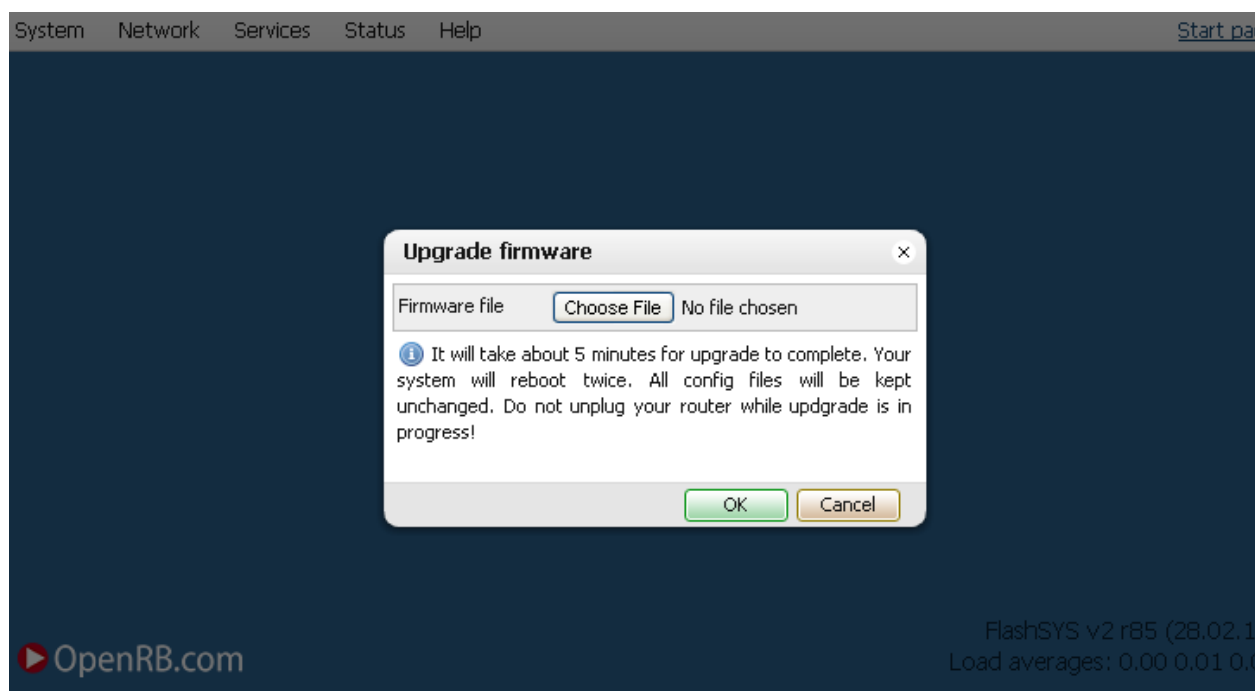 System Network Services Status Help Start pa
Upgrade firmware
Firmware file Choose File No file chosen
It will take about 5 minutes for upgrade to complete. Your
system will reboot twice. All config files will be kept
unchanged. Do not unplug your router while updgrade is in
progress!
OK Cancel
FlashSYS v2 r85 (28.02.1
OpenRB.com
Load averages: 0.00 0.01 0.0